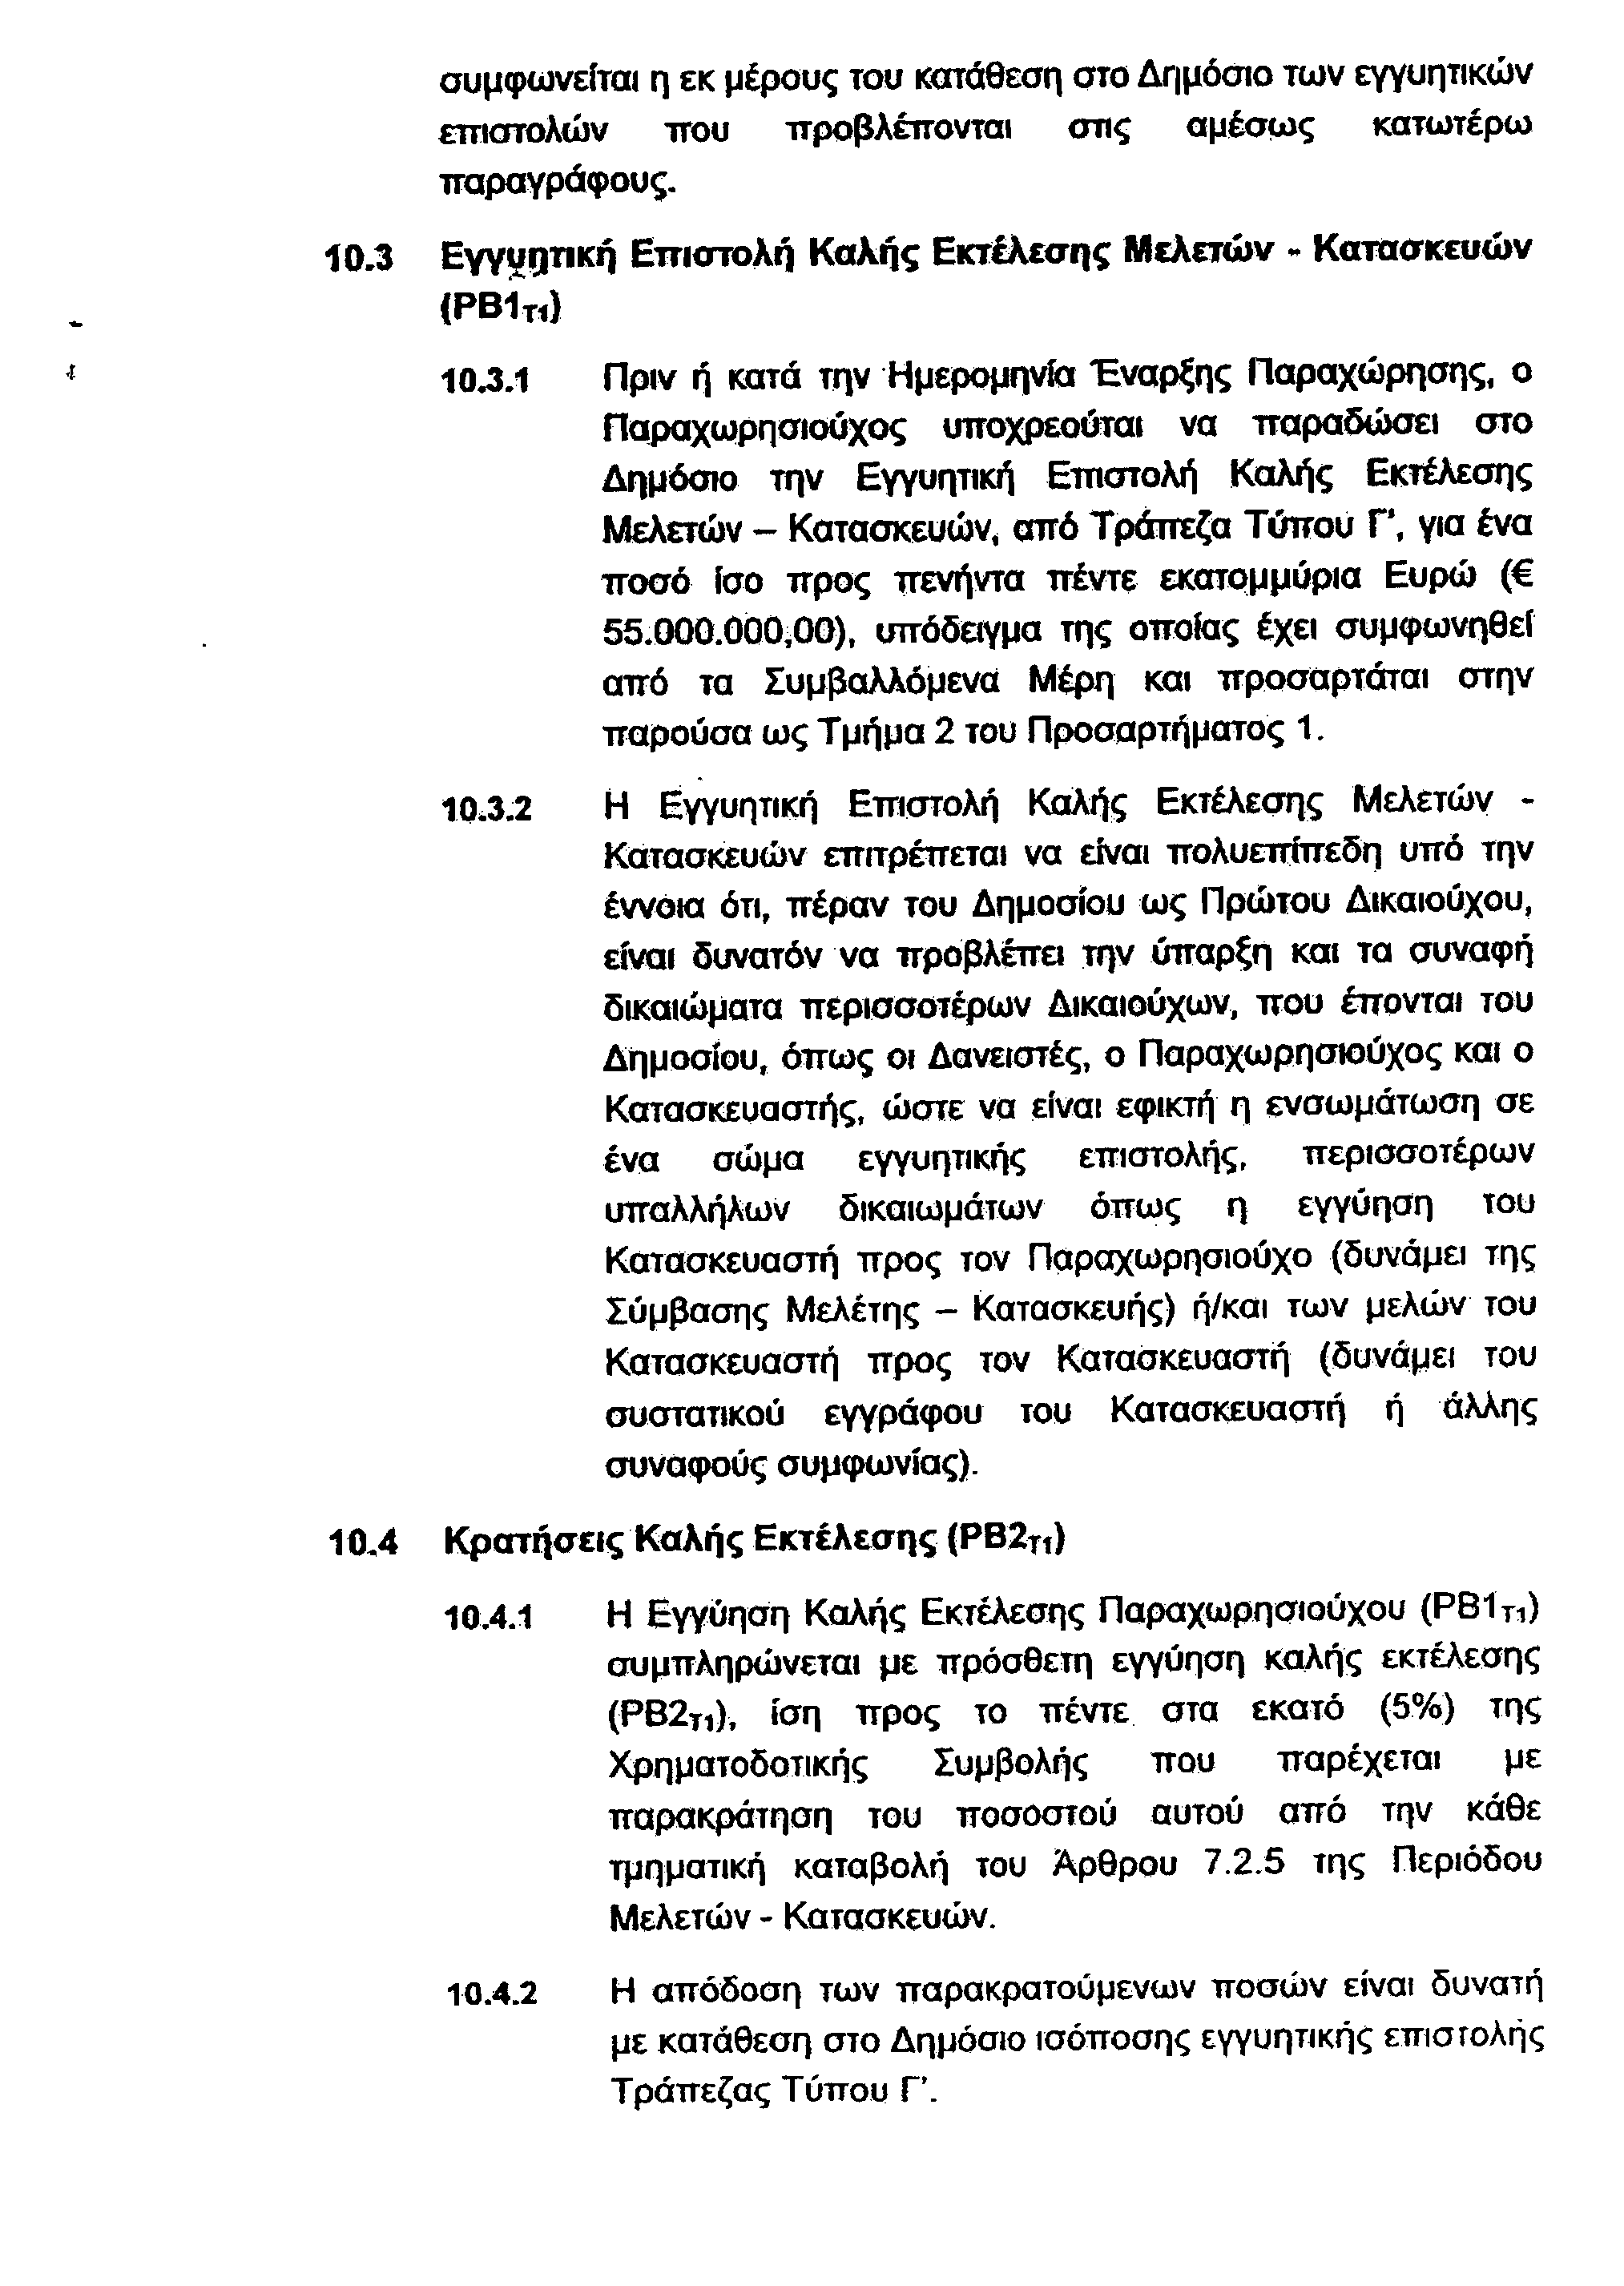 συμφωνείται η εκ μέρους του κατάθεση στο Δημόσιο των εγγυητικών
επιστολών που προβλέπονται στις αμέσως κατωτέρω
παραγράφους.
10.3 Εγγυητική Επιστολή Καλής Εκτέλεσης Μελετών - Κατασκευών
(PB1τ1)
10.3.1 Πριν ή κατά την Ημερομηνία Έναρξης Παραχώρησης, ο
Παραχωρησιούχος υποχρεούται να παραδώσει στο
Δημόσιο την Εγγυητική Επιστολή Καλής Εκτέλεσης
Μελετών – Κατασκευών, από Τράπεζα Τύπου Γ', για ένα
ποσό ίσο προς πενήντα πέντε εκατομμύρια Ευρώ (€
55.000.000,00), υπόδειγμα της οποίας έχει συμφωνηθεί
από τα Συμβαλλόμενα Μέρη και προσαρτάται στην
παρούσα ως Τμήμα 2 του Προσαρτήματος 1.
10.3.2 Η Εγγυητική Επιστολή Καλής Εκτέλεσης Μελετών -
Κατασκευών επιτρέπεται να είναι πολυεπίπεδη υπό την
έννοια ότι, πέραν του Δημοσίου ως Πρώτου Δικαιούχου,
είναι δυνατόν να προβλέπει την ύπαρξη και τα συναφή
δικαιώματα περισσοτέρων Δικαιούχων, που έπονται του
Δημοσίου, όπως οι Δανειστές, ο Παραχωρησιούχος και ο
Κατασκευαστής, ώστε να είναι εφικτή η ενσωμάτωση σε
ένα σώμα εγγυητικής επιστολής, περισσοτέρων
υπαλλήλων δικαιωμάτων όπως η εγγύηση του
Κατασκευαστή προς τον Παραχωρησιούχο (δυνάμει της
Σύμβασης Μελέτης – Κατασκευής) ή/και των μελών του
Κατασκευαστή προς τον Κατασκευαστή (δυνάμει του
συστατικού εγγράφου του Κατασκευαστή ή άλλης
συναφούς συμφωνίας).
10.4 Κρατήσεις Καλής Εκτέλεσης (PB2τ1)
10.4.1 Η Εγγύηση Καλής Εκτέλεσης Παραχωρησιούχου (PB1τ1)
συμπληρώνεται με πρόσθετη εγγύηση καλής εκτέλεσης
(PB2τ1), ίση προς το πέντε στα εκατό (5%) της
Χρηματοδοτικής Συμβολής που παρέχεται με
παρακράτηση του ποσοστού αυτού από την κάθε
τμηματική καταβολή του Άρθρου 7.2.5 της Περιόδου
Μελετών - Κατασκευών.
10.4.2 Η απόδοση των παρακρατούμενων ποσών είναι δυνατή
με κατάθεση στο Δημόσιο ισόποσης εγγυητικής επιστολής
Τράπεζας Τύπου Γ'.